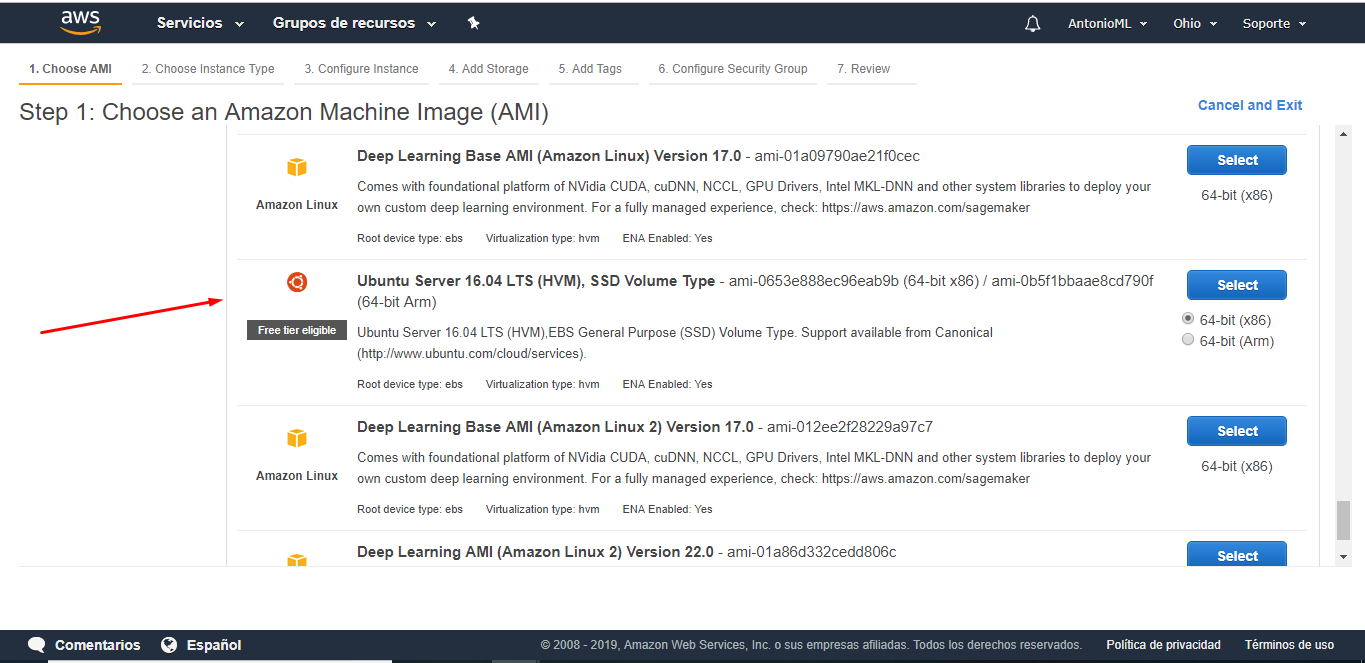 aws Servicios Grupos de recursos AntonioML Ohio Soporte
1. Choose AMI 2. Choose Instance Type 3. Configure Instance 4. Add Storage 5. Add Tags 6. Configure Security Group 7. Review
Step 1: Choose an Amazon Machine Image (AMI)
Cancel and Exit
Deep Learning Base AMI (Amazon Linux) Version 17.0 - ami-01a09790ae21f0cec
Select
Amazon Linux
Comes with foundational platform of NVidia CUDA, cuDNN, NCCL, GPU Drivers, Intel MKL-DNN and other system libraries to deploy your
own custom deep learning environment. For a fully managed experience, check: https://aws.amazon.com/sagemaker
64-bit (x86)
Root device type: ebs Virtualization type: hvm ENA Enabled: Yes
Ubuntu Server 16.04 LTS (HVM), SSD Volume Type - ami-0653e888ec96eab9b (64-bit x86) / ami-0b5f1bbaae8cd790f
(64-bit Arm)
Select
Free tier eligible
Ubuntu Server 16.04 LTS (HVM),EBS General Purpose (SSD) Volume Type. Support available from Canonical
(http://www.ubuntu.com/cloud/services).
64-bit (x86)
64-bit (Arm)
Root device type: ebs Virtualization type: hvm ENA Enabled: Yes
Deep Learning Base AMI (Amazon Linux 2) Version 17.0 - ami-012ee2f28229a97c7
Select
Amazon Linux
Comes with foundational platform of NVidia CUDA, cuDNN, NCCL, GPU Drivers, Intel MKL-DNN and other system libraries to deploy your
own custom deep learning environment. For a fully managed experience, check: https://aws.amazon.com/sagemaker
64-bit (x86)
Root device type: ebs Virtualization type: hvm ENA Enabled: Yes
Deep Learning AMI (Amazon Linux 2) Version 22.0 - ami-01a86d332cedd806c
Select
Comentarios Español © 2008 - 2019, Amazon Web Services, Inc. o sus empresas afiliadas. Todos los derechos reservados. Política de privacidad Términos de uso